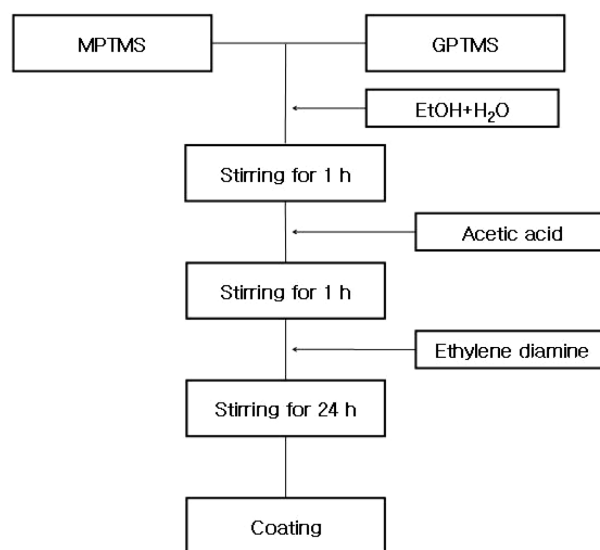 MPTMS
GPTMS
EtOH+H₂O
Stirring for 1 h
Acetic acid
Stirring for 1 h
Ethylene diamine
Stirring for 24 h
Coating